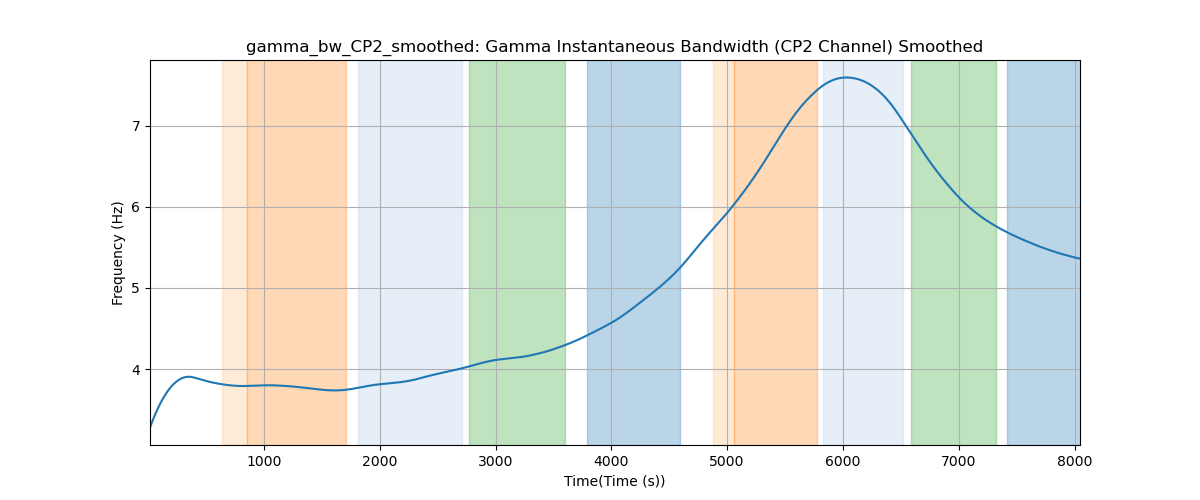 gamma_bw_CP2_smoothed: Gamma Instantaneous Bandwidth (CP2 Channel) Smoothed
Frequency (Hz)
7
6
5
4
1000 2000 3000 4000 5000 6000 7000 8000
Time(Time (s))